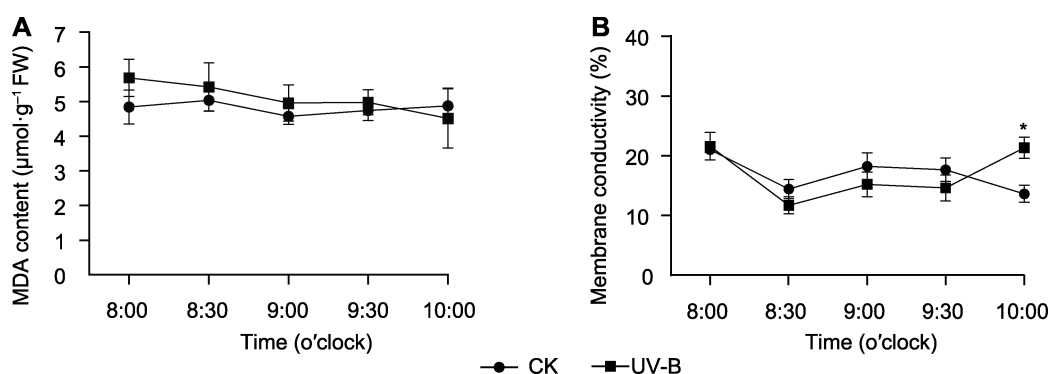 A
7
6
5
4
3
2
1
0
MDA content (μmol·g⁻¹ FW)
8:00 8:30 9:00 9:30 10:00
Time (o′clock)
B
40
30
20
10
0
Membrane conductivity (%)
*
8:00 8:30 9:00 9:30 10:00
Time (o′clock)
CK UV-B